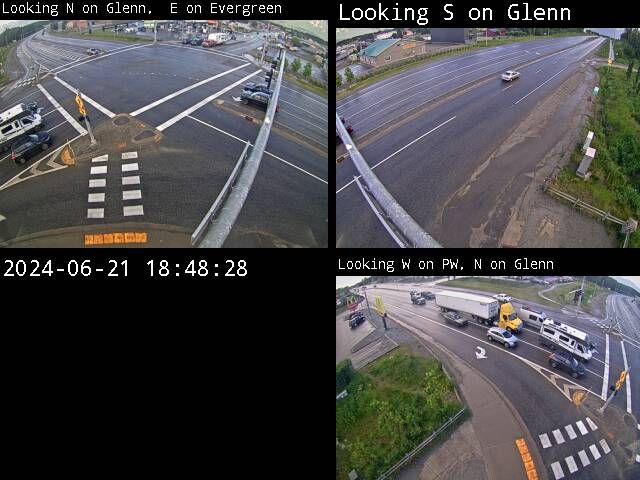 Looking N on Glenn,  E on Evergreen
Looking S on Glenn
2024-06-21 18:48:28
Looking W on PW, N on Glenn